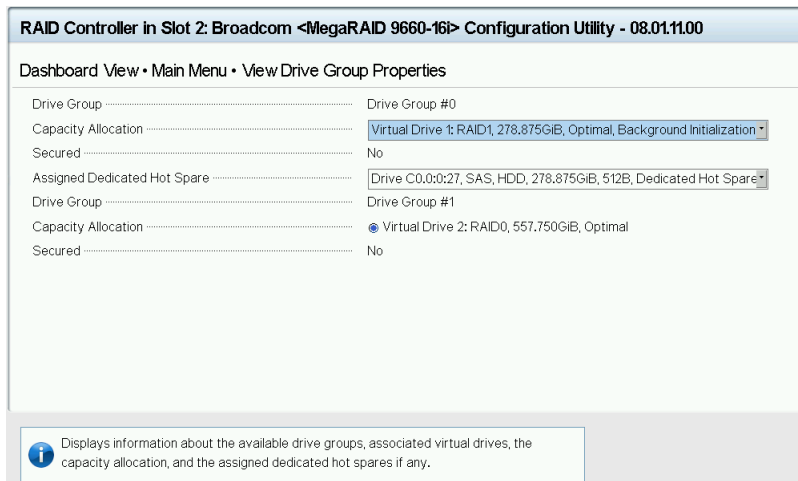 RAID Controller in Slot 2: Broadcom <MegaRAID 9660-16i> Configuration Utility - 08.01.11.00
Dashboard View • Main Menu • View Drive Group Properties
Drive Group Drive Group #0
Capacity Allocation Virtual Drive 1: RAID1, 278.875GiB, Optimal, Background Initialization
Secured No
Assigned Dedicated Hot Spare Drive C0.0:0:27, SAS, HDD, 278.875GiB, 512B, Dedicated Hot Spare
Drive Group Drive Group #1
Capacity Allocation Virtual Drive 2: RAID0, 557.750GiB, Optimal
Secured No
Displays information about the available drive groups, associated virtual drives, the
capacity allocation, and the assigned dedicated hot spares if any.